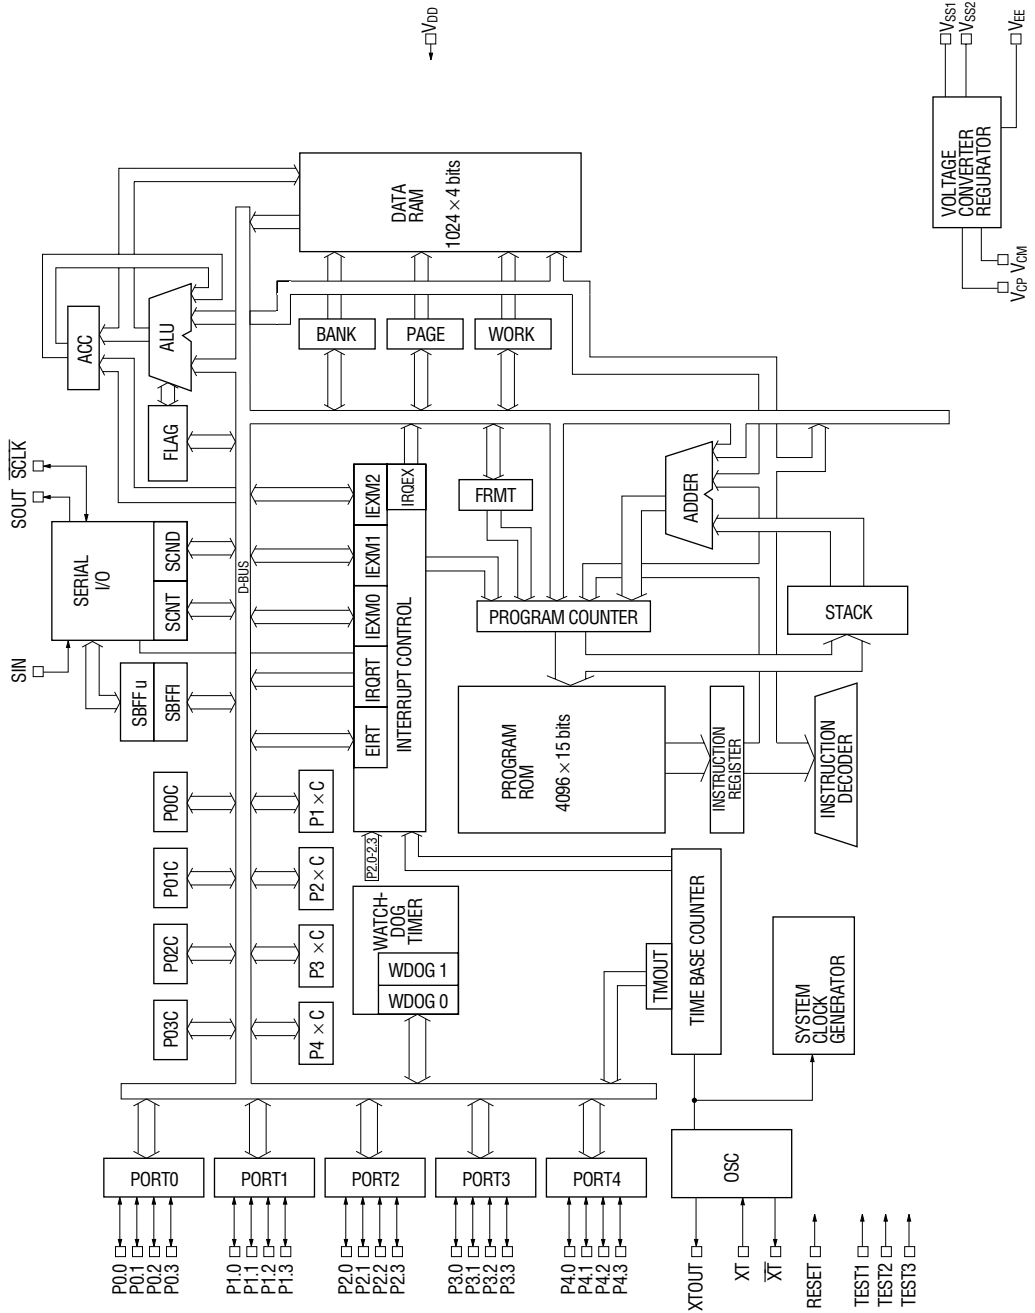 VDD
VSS1
VSS2
VEE
VOLTAGE
CONVERTER
REGURATOR
VCP
VCM
DATA
RAM
1024 × 4 bits
ACC
ALU
FLAG
BANK
PAGE
WORK
SCLK
SOUT
SIN
SERIAL
I/O
SCND
SCNT
SBFF u
SBFF l
D-BUS
IEXM2
IRQEX
IEXM1
IEXM0
IRQRT
EIRT
INTERRUPT CONTROL
FRMT
ADDER
PROGRAM COUNTER
STACK
PROGRAM
ROM
4096 × 15 bits
INSTRUCTION
REGISTER
INSTRUCTION
DECODER
P00C
P01C
P02C
P03C
P1 × C
P2 × C
P3 × C
P4 × C
P2.0-2.3
WATCH-
DOG
TIMER
WDOG 1
WDOG 0
TMOUT
TIME BASE COUNTER
SYSTEM
CLOCK
GENERATOR
OSC
PORT0
PORT1
PORT2
PORT3
PORT4
P0.0
P0.1
P0.2
P0.3
P1.0
P1.1
P1.2
P1.3
P2.0
P2.1
P2.2
P2.3
P3.0
P3.1
P3.2
P3.3
P4.0
P4.1
P4.2
P4.3
XTOUT
XT
XT
RESET
TEST1
TEST2
TEST3